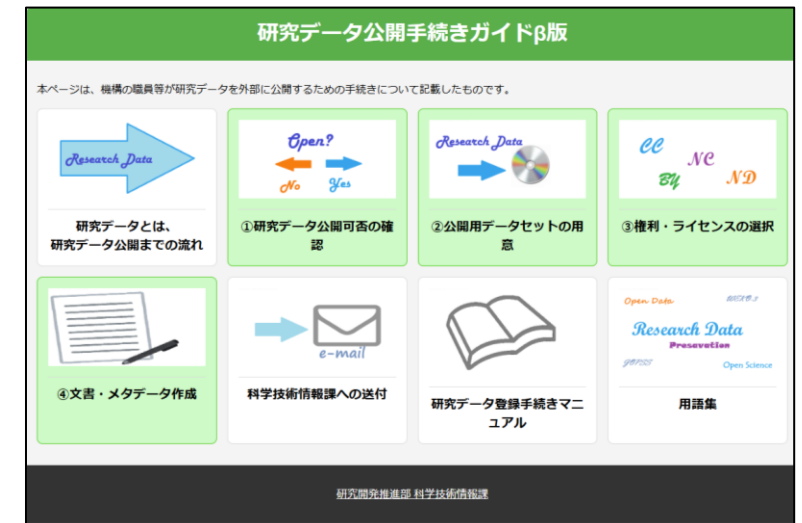 研究データ公開手続きガイドβ版
本ページは、機構の職員等が研究データを外部に公開するための手続きについて記載したものです。
Research Data
研究データとは、
研究データ公開までの流れ
Open?
No Yes
①研究データ公開可否の確
認
Research Data
②公開用データセットの用
意
CC
NC
BY
ND
③権利・ライセンスの選択
④文書・メタデータ作成
e-mail
科学技術情報課への送付
研究データ登録手続きマニ
ュアル
Open Data
Research Data
Presevation
Open Science
用語集
研究開発推進部 科学技術情報課